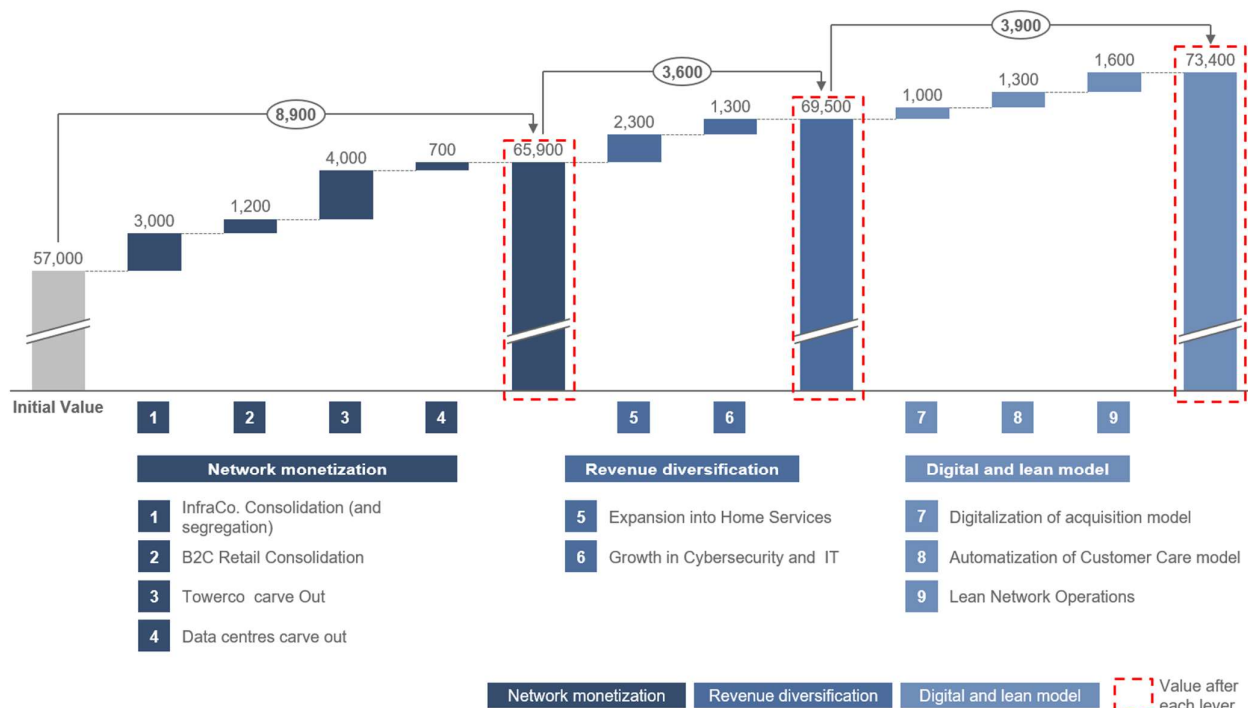 3,900
3,600
8,900
57,000
3,000
1,200
4,000
700
65,900
2,300
1,300
69,500
1,000
1,300
1,600
73,400
Initial Value
1 2 3 4 5 6 7 8 9
Network monetization
1 InfraCo. Consolidation (and
segregation)
2 B2C Retail Consolidation
3 Towerco carve Out
4 Data centres carve out
Revenue diversification
5 Expansion into Home Services
6 Growth in Cybersecurity and IT
Digital and lean model
7 Digitalization of acquisition model
8 Automatization of Customer Care model
9 Lean Network Operations
Network monetization Revenue diversification Digital and lean model
Value after
each lever